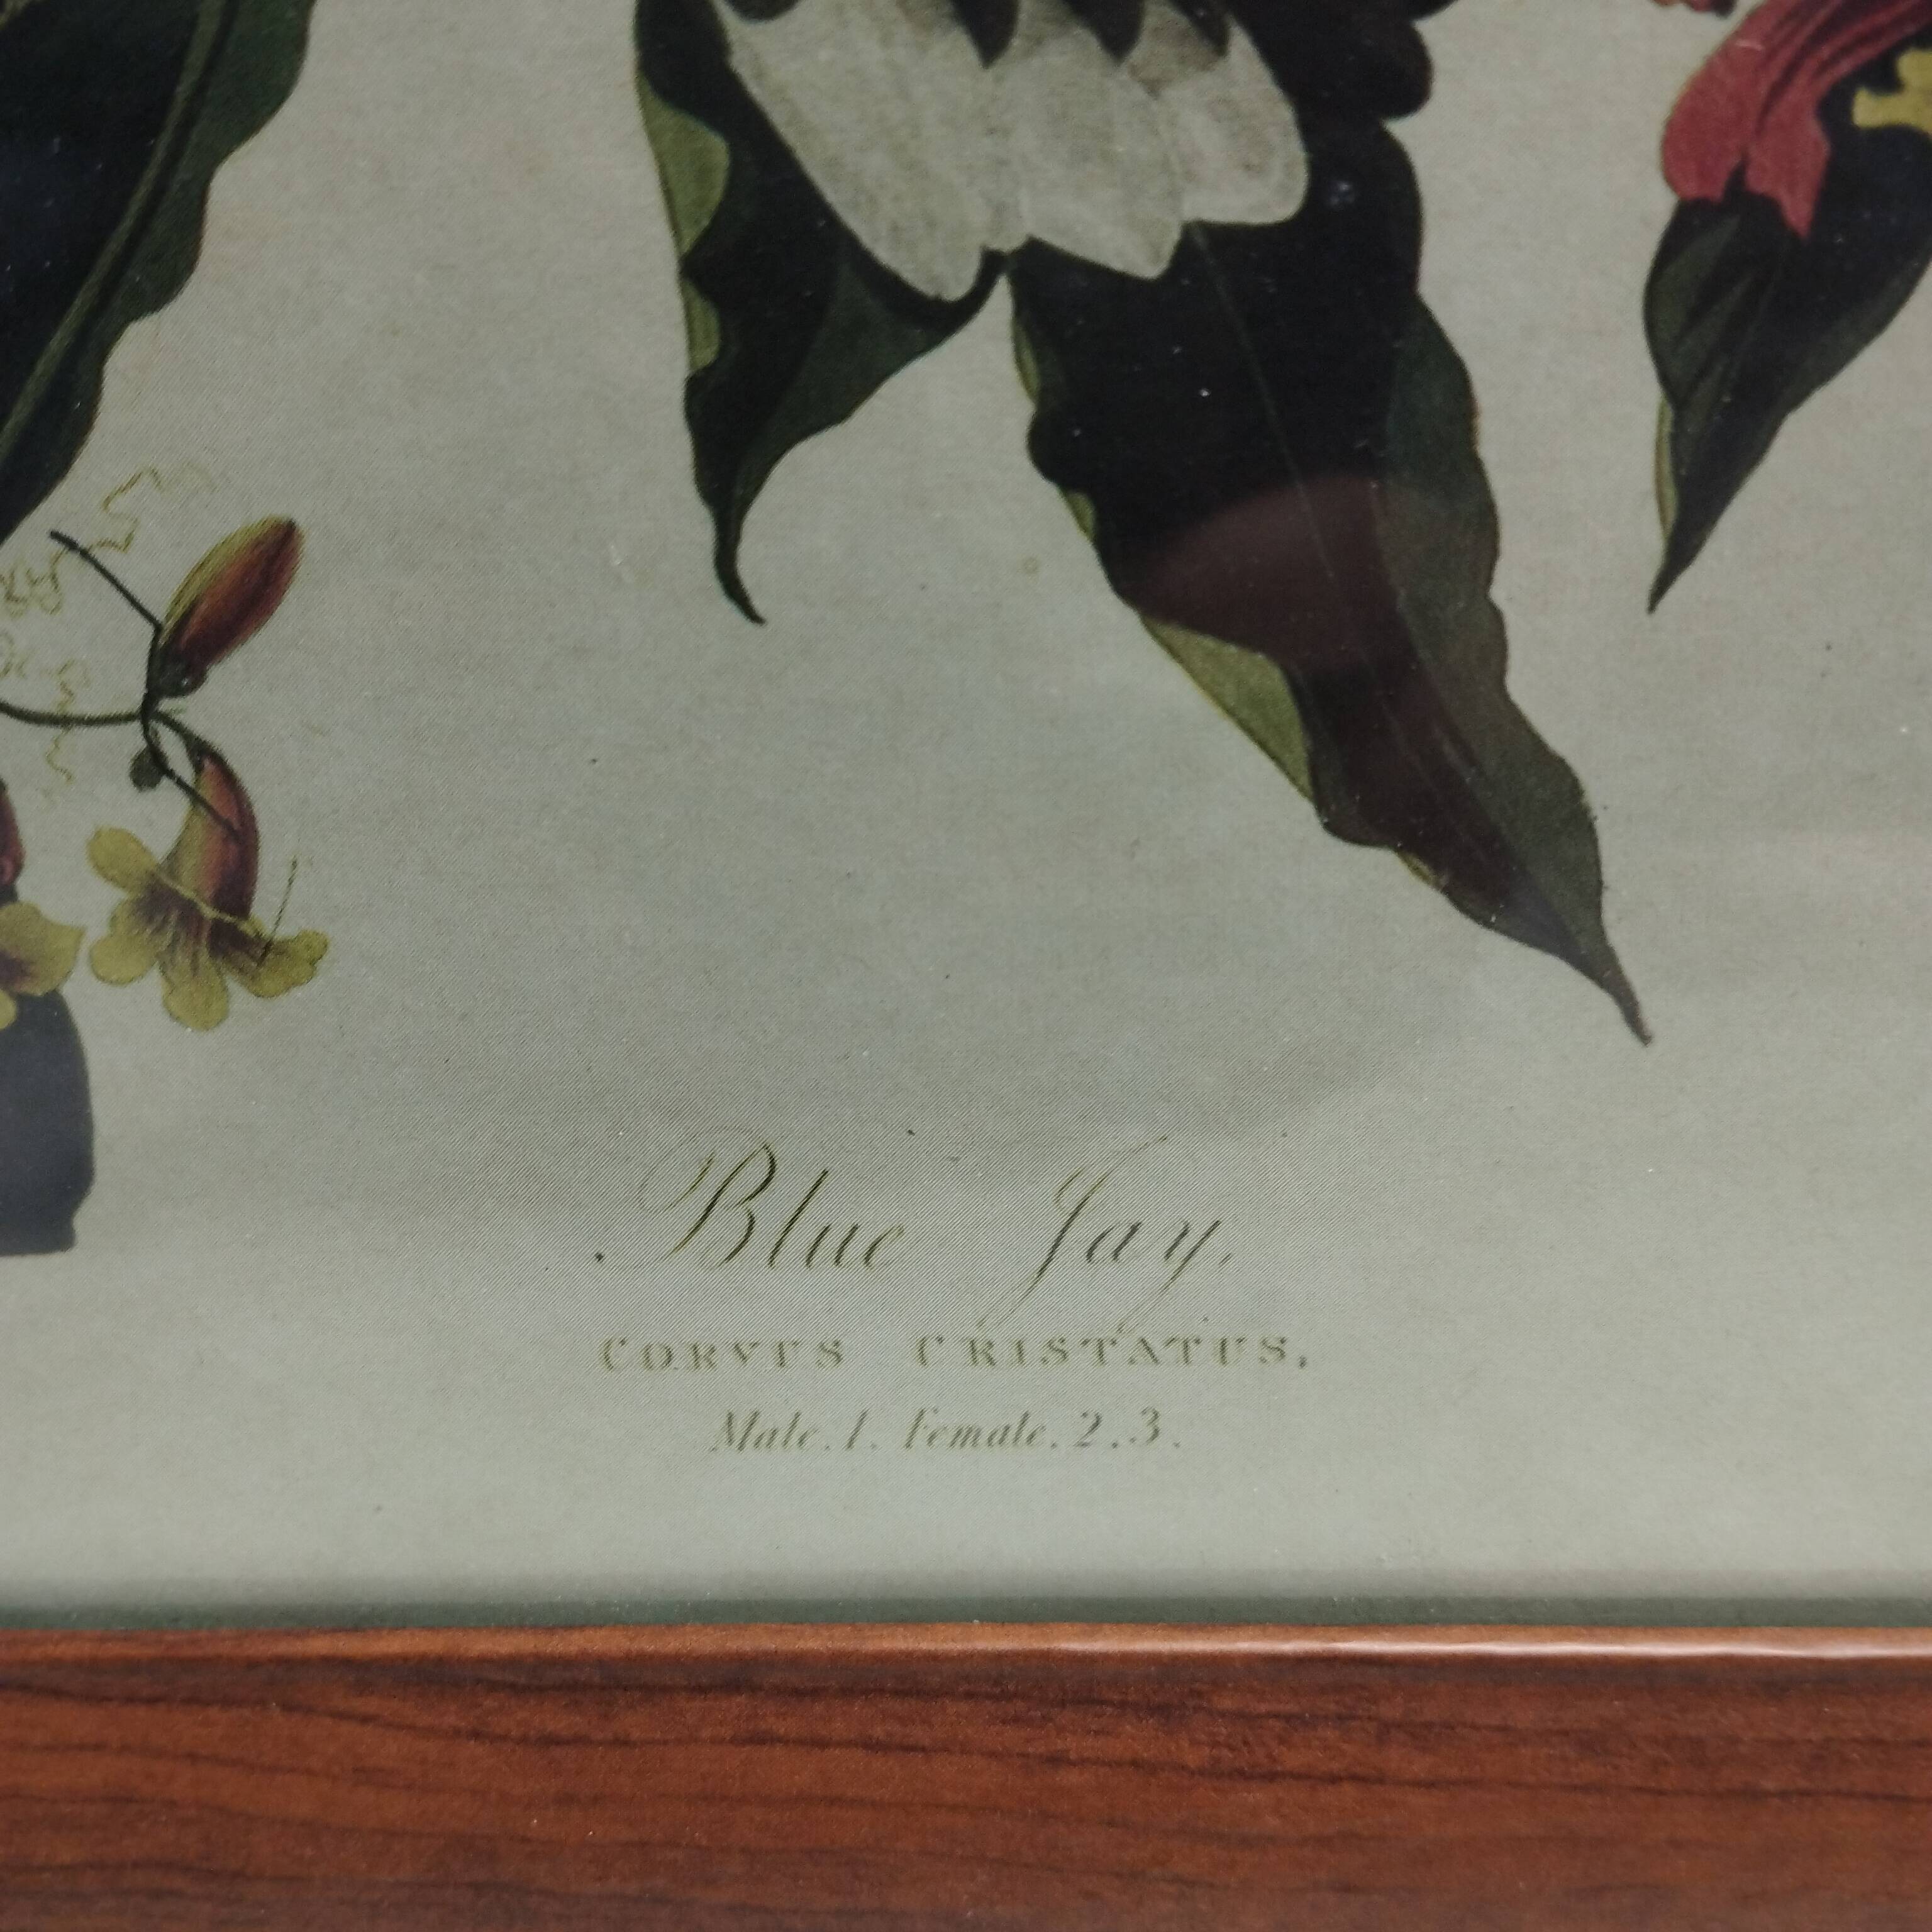 Blue Jay,
CORVUS CRISTATUS,
Male. 1. Female. 2. 3.